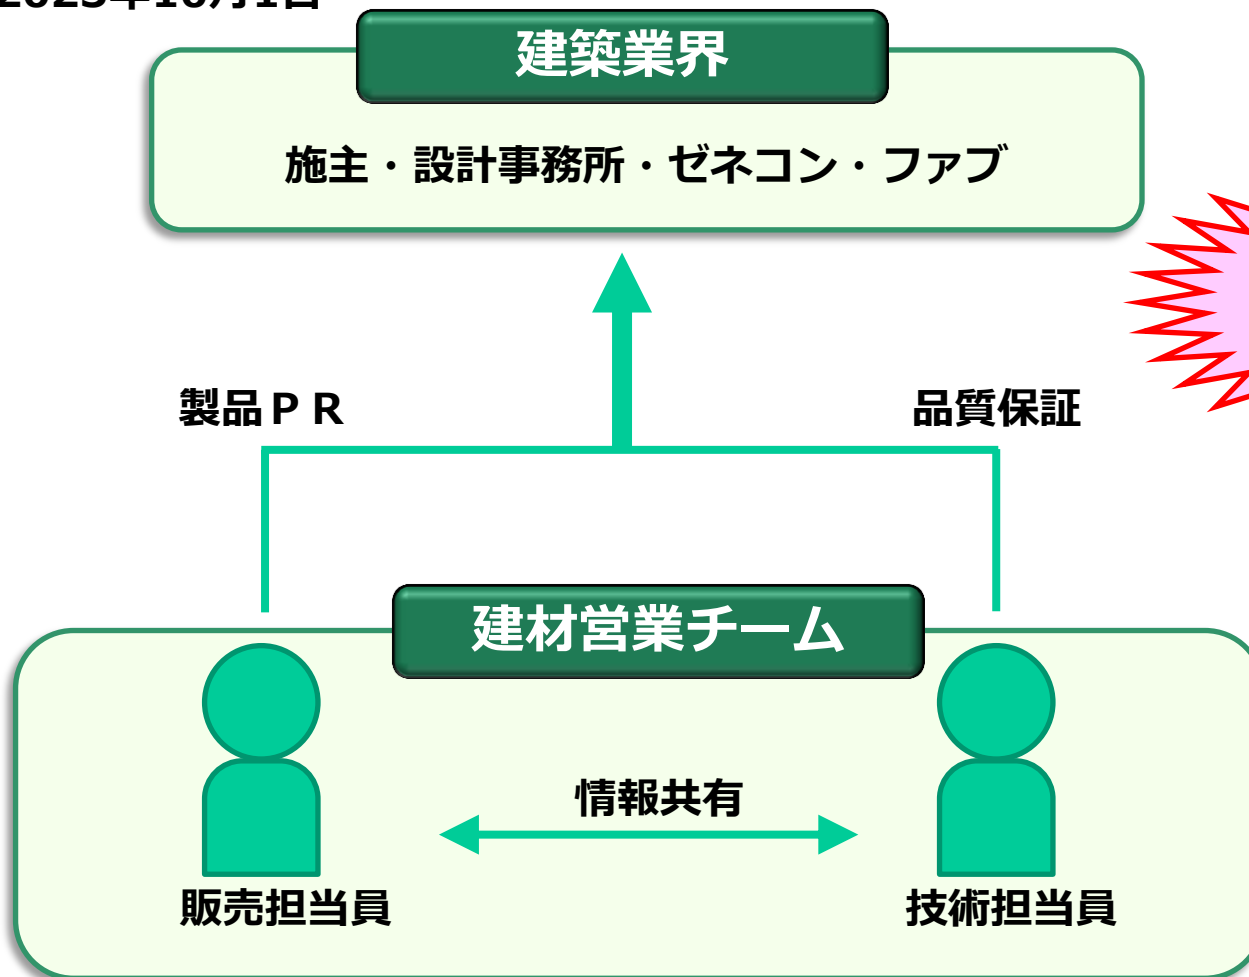 建築業界
施主・設計事務所・ゼネコン・ファブ
製品ＰＲ
品質保証
建材営業チーム
情報共有
販売担当員
技術担当員